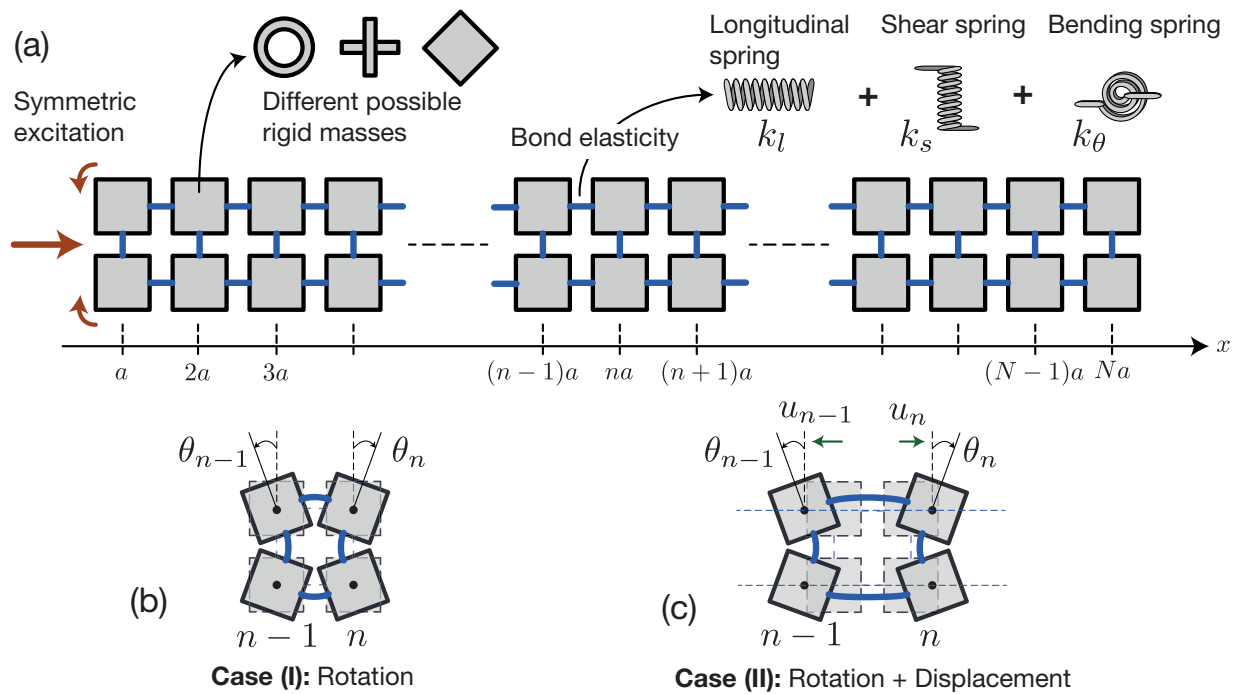 (a)
Symmetric
excitation
Different possible
rigid masses
Bond elasticity
Longitudinal
spring
Shear spring
Bending spring
+
+
k_l
k_s
k_θ
a
2a
3a
(n − 1)a
na
(n + 1)a
(N − 1)a
Na
x
θ_{n−1}
θ_n
(b)
n − 1
n
Case (I): Rotation
u_{n−1}
u_n
θ_{n−1}
θ_n
(c)
n − 1
n
Case (II): Rotation + Displacement